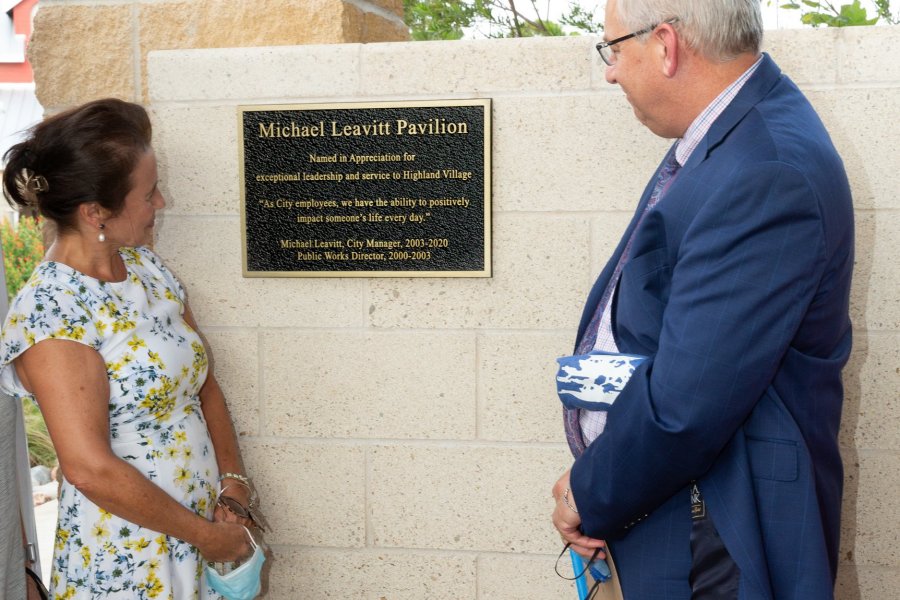 Michael Leavitt Pavilion
Named in Appreciation for
exceptional leadership and service to Highland Village
“As City employees, we have the ability to positively
impact someone’s life every day.”
Michael Leavitt, City Manager, 2003-2020
Public Works Director, 2000-2003